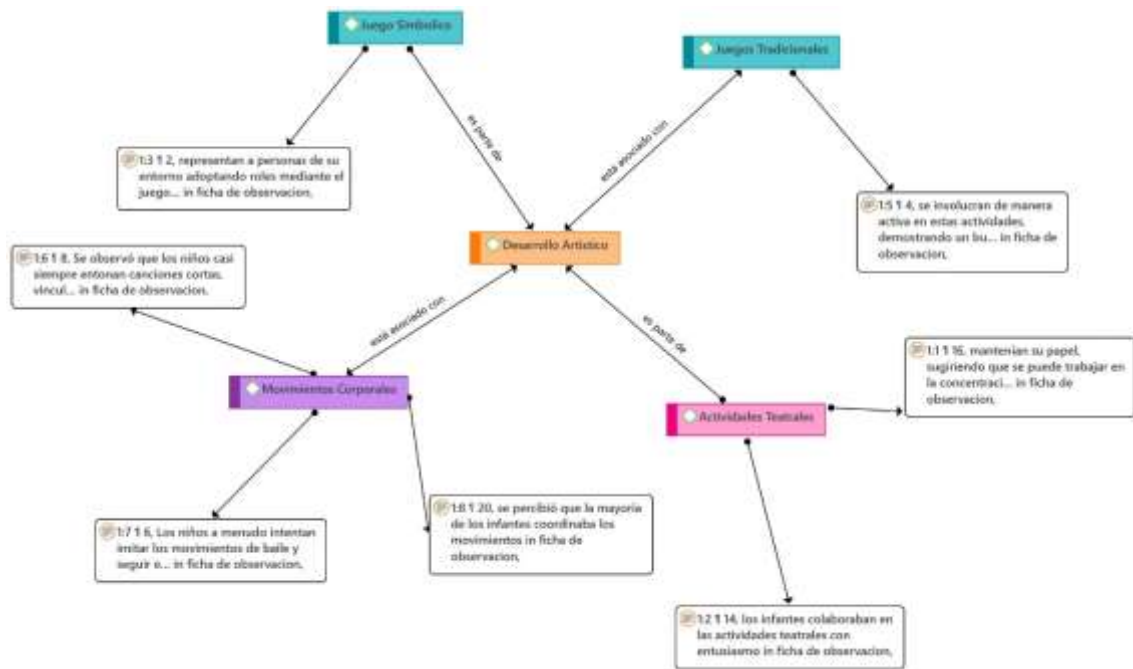 Juego Simbolico
Juegos Tradicionales
es parte de
esta asociado con
1:3 ¶ 2, representan a personas de su
entorno adoptando roles mediante el
juego... in ficha de observacion,
1:5 ¶ 4, se involucran de manera
activa en estas actividades,
demostrando un bu... in ficha de
observacion,
Desarrollo Artistico
1:6 ¶ 8, Se observó que los niños casi
siempre entonan canciones cortas,
vincul... in ficha de observacion,
esta asociado con
es parte de
1:1 ¶ 16, mantenían su papel,
sugiriendo que se puede trabajar en
la concentraci... in ficha de
observacion,
Movimientos Corporales
Actividades Teatrales
1:8 ¶ 20, se percibió que la mayoría
de los infantes coordinaba los
movimientos in ficha de
observacion,
1:7 ¶ 6, Los niños a menudo intentan
imitar los movimientos de baile y
seguir e... in ficha de observacion,
1:2 ¶ 14, los infantes colaboraban en
las actividades teatrales con
entusiasmo in ficha de observacion,